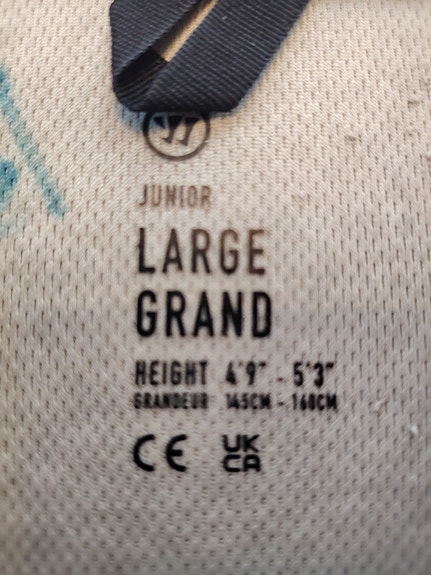 JUNIOR
LARGE
GRAND
HEIGHT 4'9" - 5'3"
GRANDEUR 145CM - 160CM
CE UK
CA